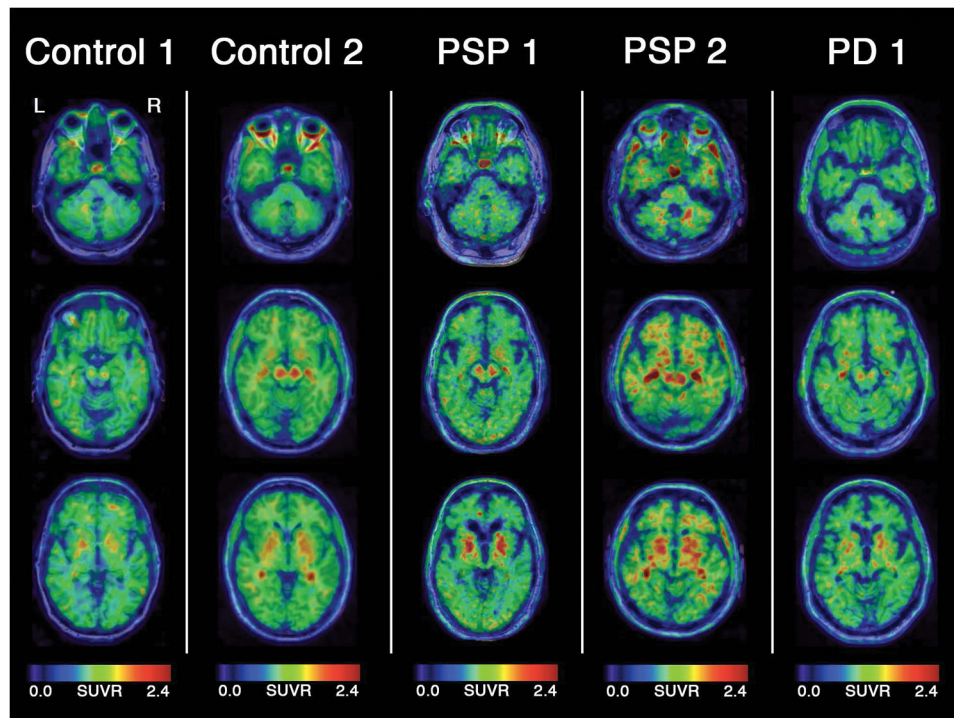 Control 1 Control 2 PSP 1 PSP 2 PD 1
L R
0.0 SUVR 2.4 0.0 SUVR 2.4 0.0 SUVR 2.4 0.0 SUVR 2.4 0.0 SUVR 2.4